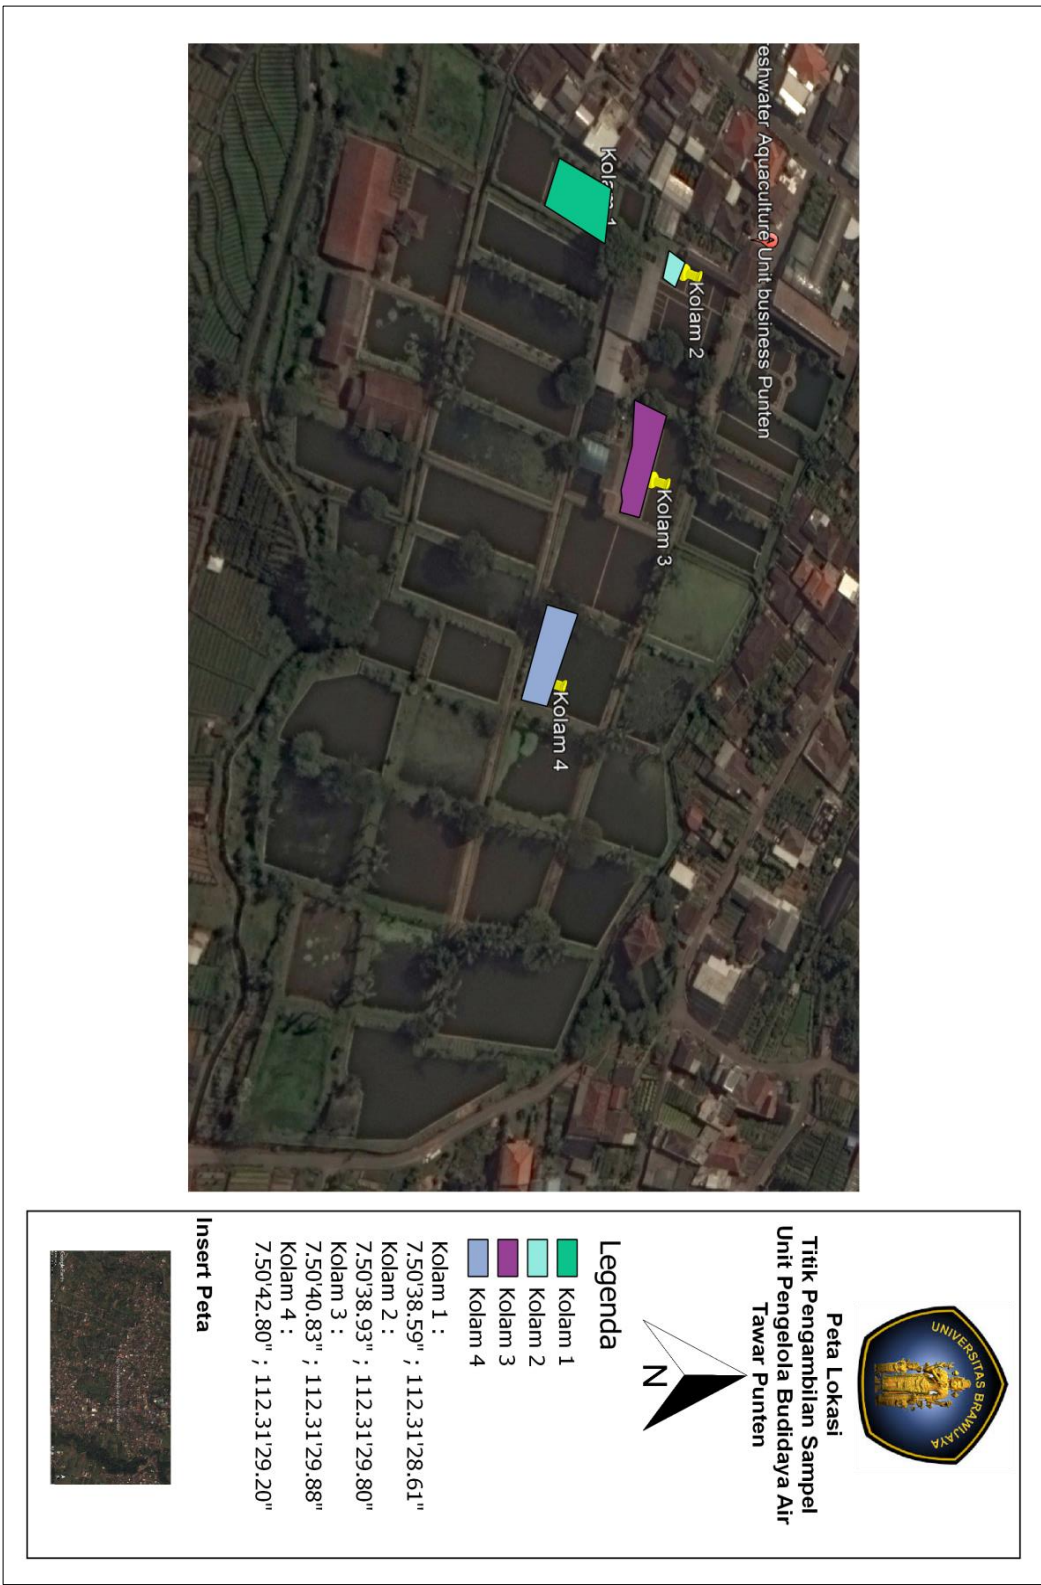 eshwater Aquaculture Unit business Punten
Kolam 1
Kolam 2
Kolam 3
Kolam 4
UNIVERSITAS BRAWIJAYA
Peta Lokasi
Titik Pengambilan Sampel
Unit Pengelola Budidaya Air
Tawar Punten
N
Legenda
Kolam 1
Kolam 2
Kolam 3
Kolam 4
Kolam 1 :
7.50'38.59" ; 112.31'28.61"
Kolam 2 :
7.50'38.93" ; 112.31'29.80"
Kolam 3 :
7.50'40.83" ; 112.31'29.88"
Kolam 4 :
7.50'42.80" ; 112.31'29.20"
Insert Peta